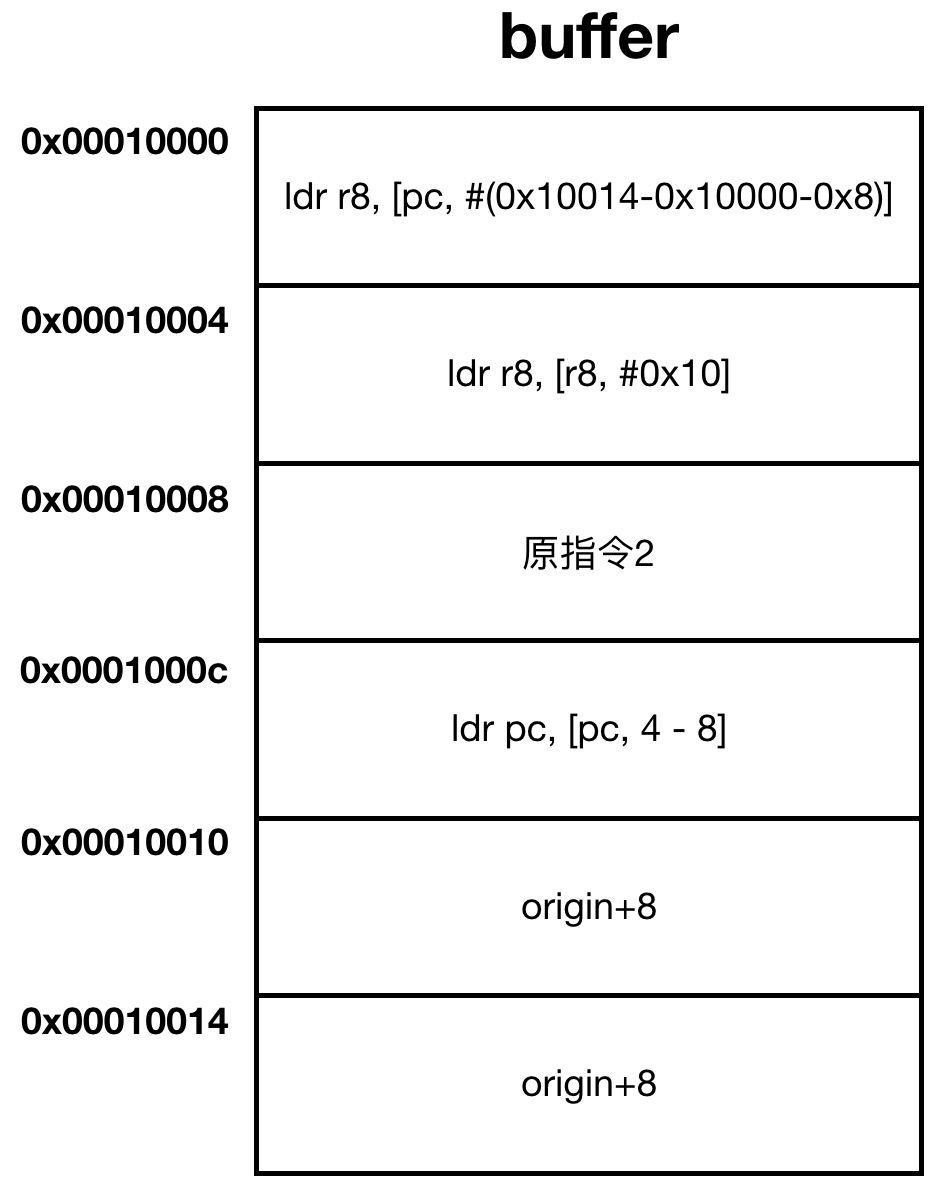 buffer
0x00010000
ldr r8, [pc, #(0x10014-0x10000-0x8)]
0x00010004
ldr r8, [r8, #0x10]
0x00010008
原指令2
0x0001000c
ldr pc, [pc, 4 - 8]
0x00010010
origin+8
0x00010014
origin+8